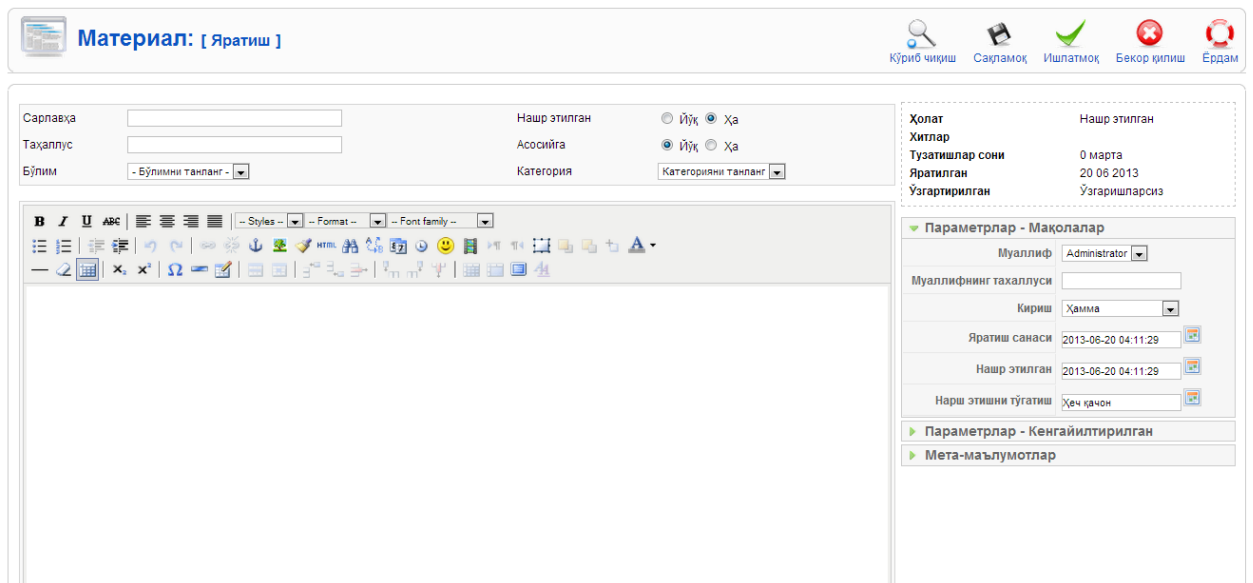 Материал: [ Яратиш ]
Кўриб чиқиш Сақламоқ Ишлатмоқ Бекор қилиш Ёрдам
Сарлавҳа Нашр этилган Йўқ Ҳа
Таҳаллус Асосийга Йўқ Ҳа
Бўлим - Бўлимни танланг - Категория Категорияни танланг
Ҳолат Нашр этилган
Хитлар
Тузатишлар сони 0 марта
Яратилган 20 06 2013
Ўзгартирилган Ўзгаришларсиз
B I U ABC -- Styles -- -- Format -- -- Font family --
HTML
Параметрлар - Мақолалар
Муаллиф Administrator
Муаллифнинг тахаллуси
Кириш Ҳамма
Яратиш санаси 2013-06-20 04:11:29
Нашр этилган 2013-06-20 04:11:29
Нарш этишни тўгатиш Ҳеч қачон
Параметрлар - Кенгайилтирилган
Мета-маълумотлар